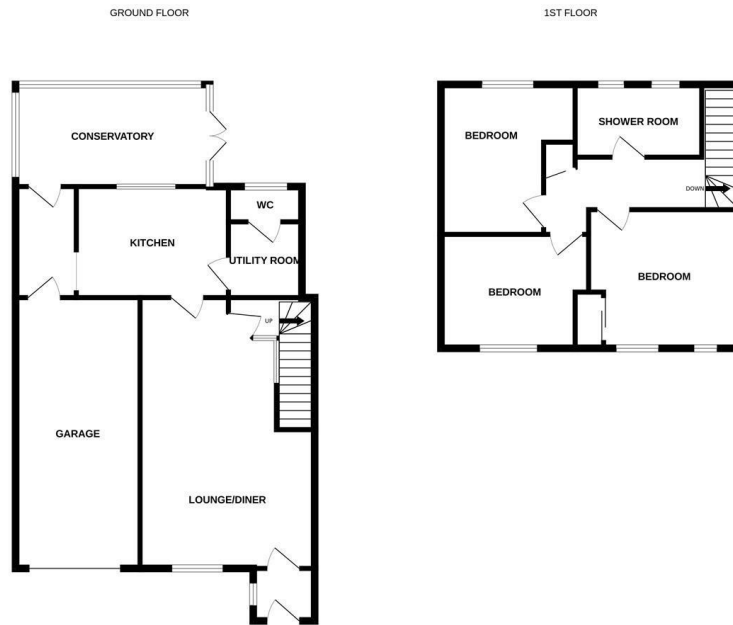 GROUND FLOOR
1ST FLOOR
CONSERVATORY
KITCHEN
WC
UTILITY ROOM
UP
GARAGE
LOUNGE/DINER
BEDROOM
SHOWER ROOM
DOWN
BEDROOM
BEDROOM